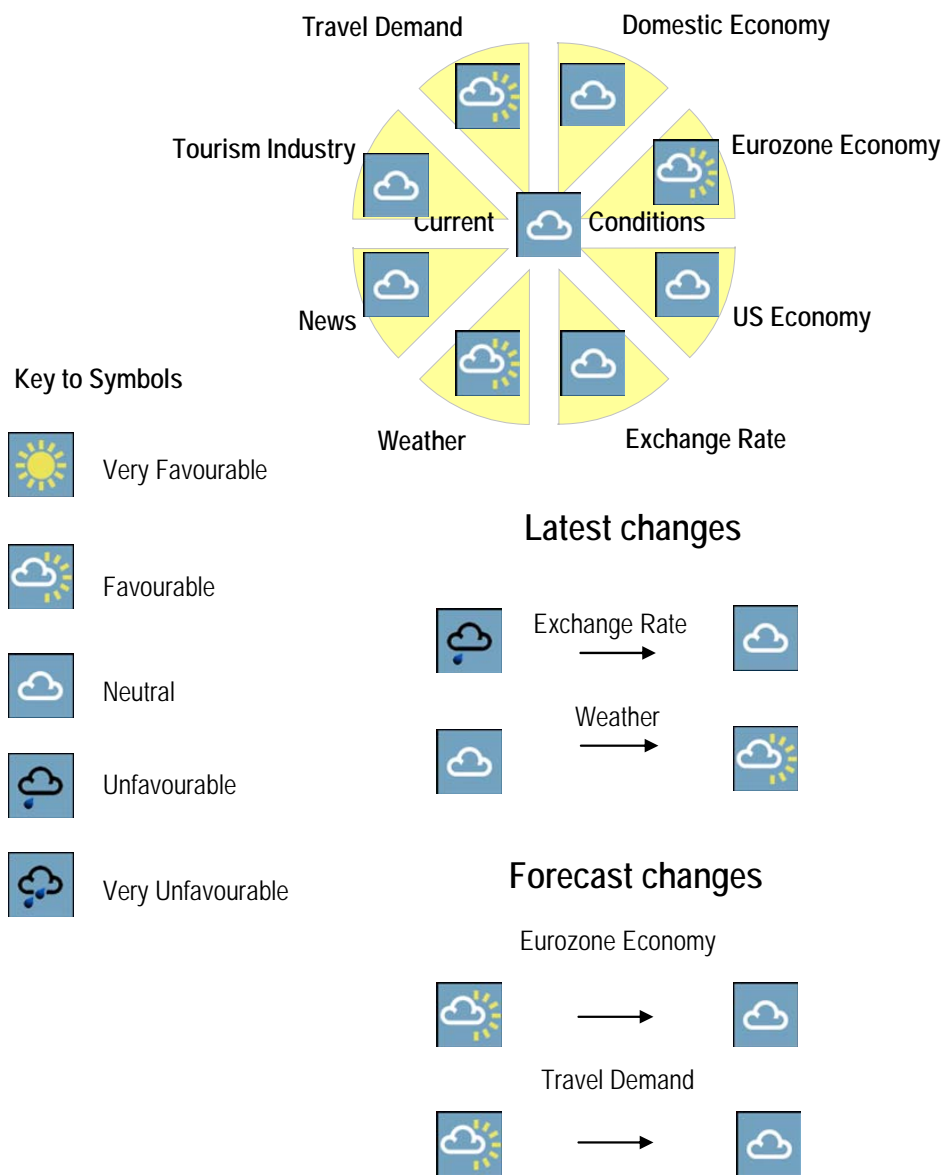 Travel Demand
Domestic Economy
Tourism Industry
Eurozone Economy
Current
Conditions
News
US Economy
Weather
Exchange Rate
Key to Symbols
Very Favourable
Favourable
Neutral
Unfavourable
Very Unfavourable
Latest changes
Exchange Rate
Weather
Forecast changes
Eurozone Economy
Travel Demand